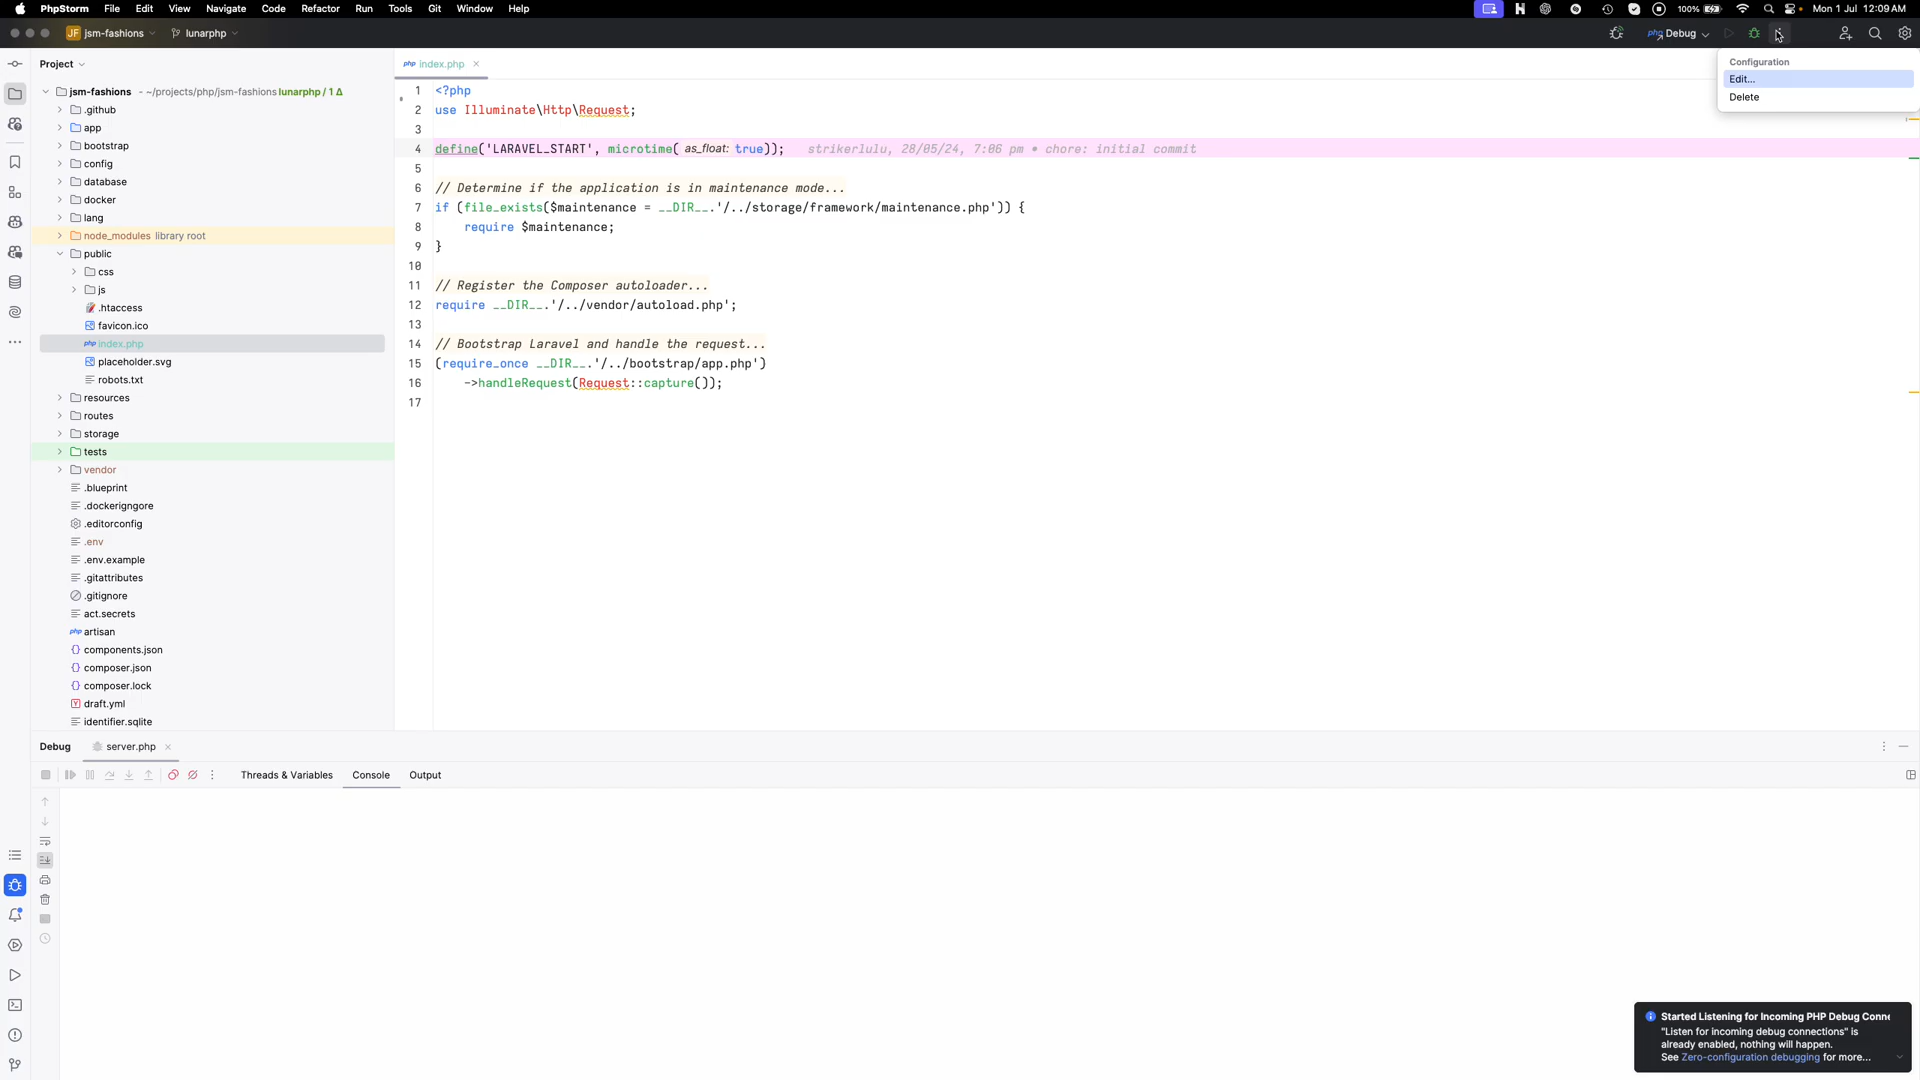 PhpStorm File Edit View Navigate Code Refactor Run Tools Git Window Help 100% Mon 1 Jul 12:09 AM
JF jsm-fashions lunarphp php Debug
Project
php index.php
Configuration
Edit...
Delete
jsm-fashions - ~/projects/php/jsm-fashions lunarphp / 1 Δ
.github
app
bootstrap
config
database
docker
lang
node_modules library root
public
css
js
.htaccess
favicon.ico
php index.php
placeholder.svg
robots.txt
resources
routes
storage
tests
vendor
.blueprint
.dockerigngore
.editorconfig
.env
.env.example
.gitattributes
.gitignore
act.secrets
php artisan
components.json
composer.json
composer.lock
draft.yml
identifier.sqlite
1 <?php
2 use Illuminate\Http\Request;
3
4 define('LARAVEL_START', microtime( as_float: true)); strikerlulu, 28/05/24, 7:06 pm • chore: initial commit
5
6 // Determine if the application is in maintenance mode...
7 if (file_exists($maintenance = __DIR__.'/../storage/framework/maintenance.php')) {
8 require $maintenance;
9 }
10
11 // Register the Composer autoloader...
12 require __DIR__.'/../vendor/autoload.php';
13
14 // Bootstrap Laravel and handle the request...
15 (require_once __DIR__.'/../bootstrap/app.php')
16 ->handleRequest(Request::capture());
17
Debug server.php
Threads & Variables Console Output
Started Listening for Incoming PHP Debug Conne
"Listen for incoming debug connections" is
already enabled, nothing will happen.
See Zero-configuration debugging for more...